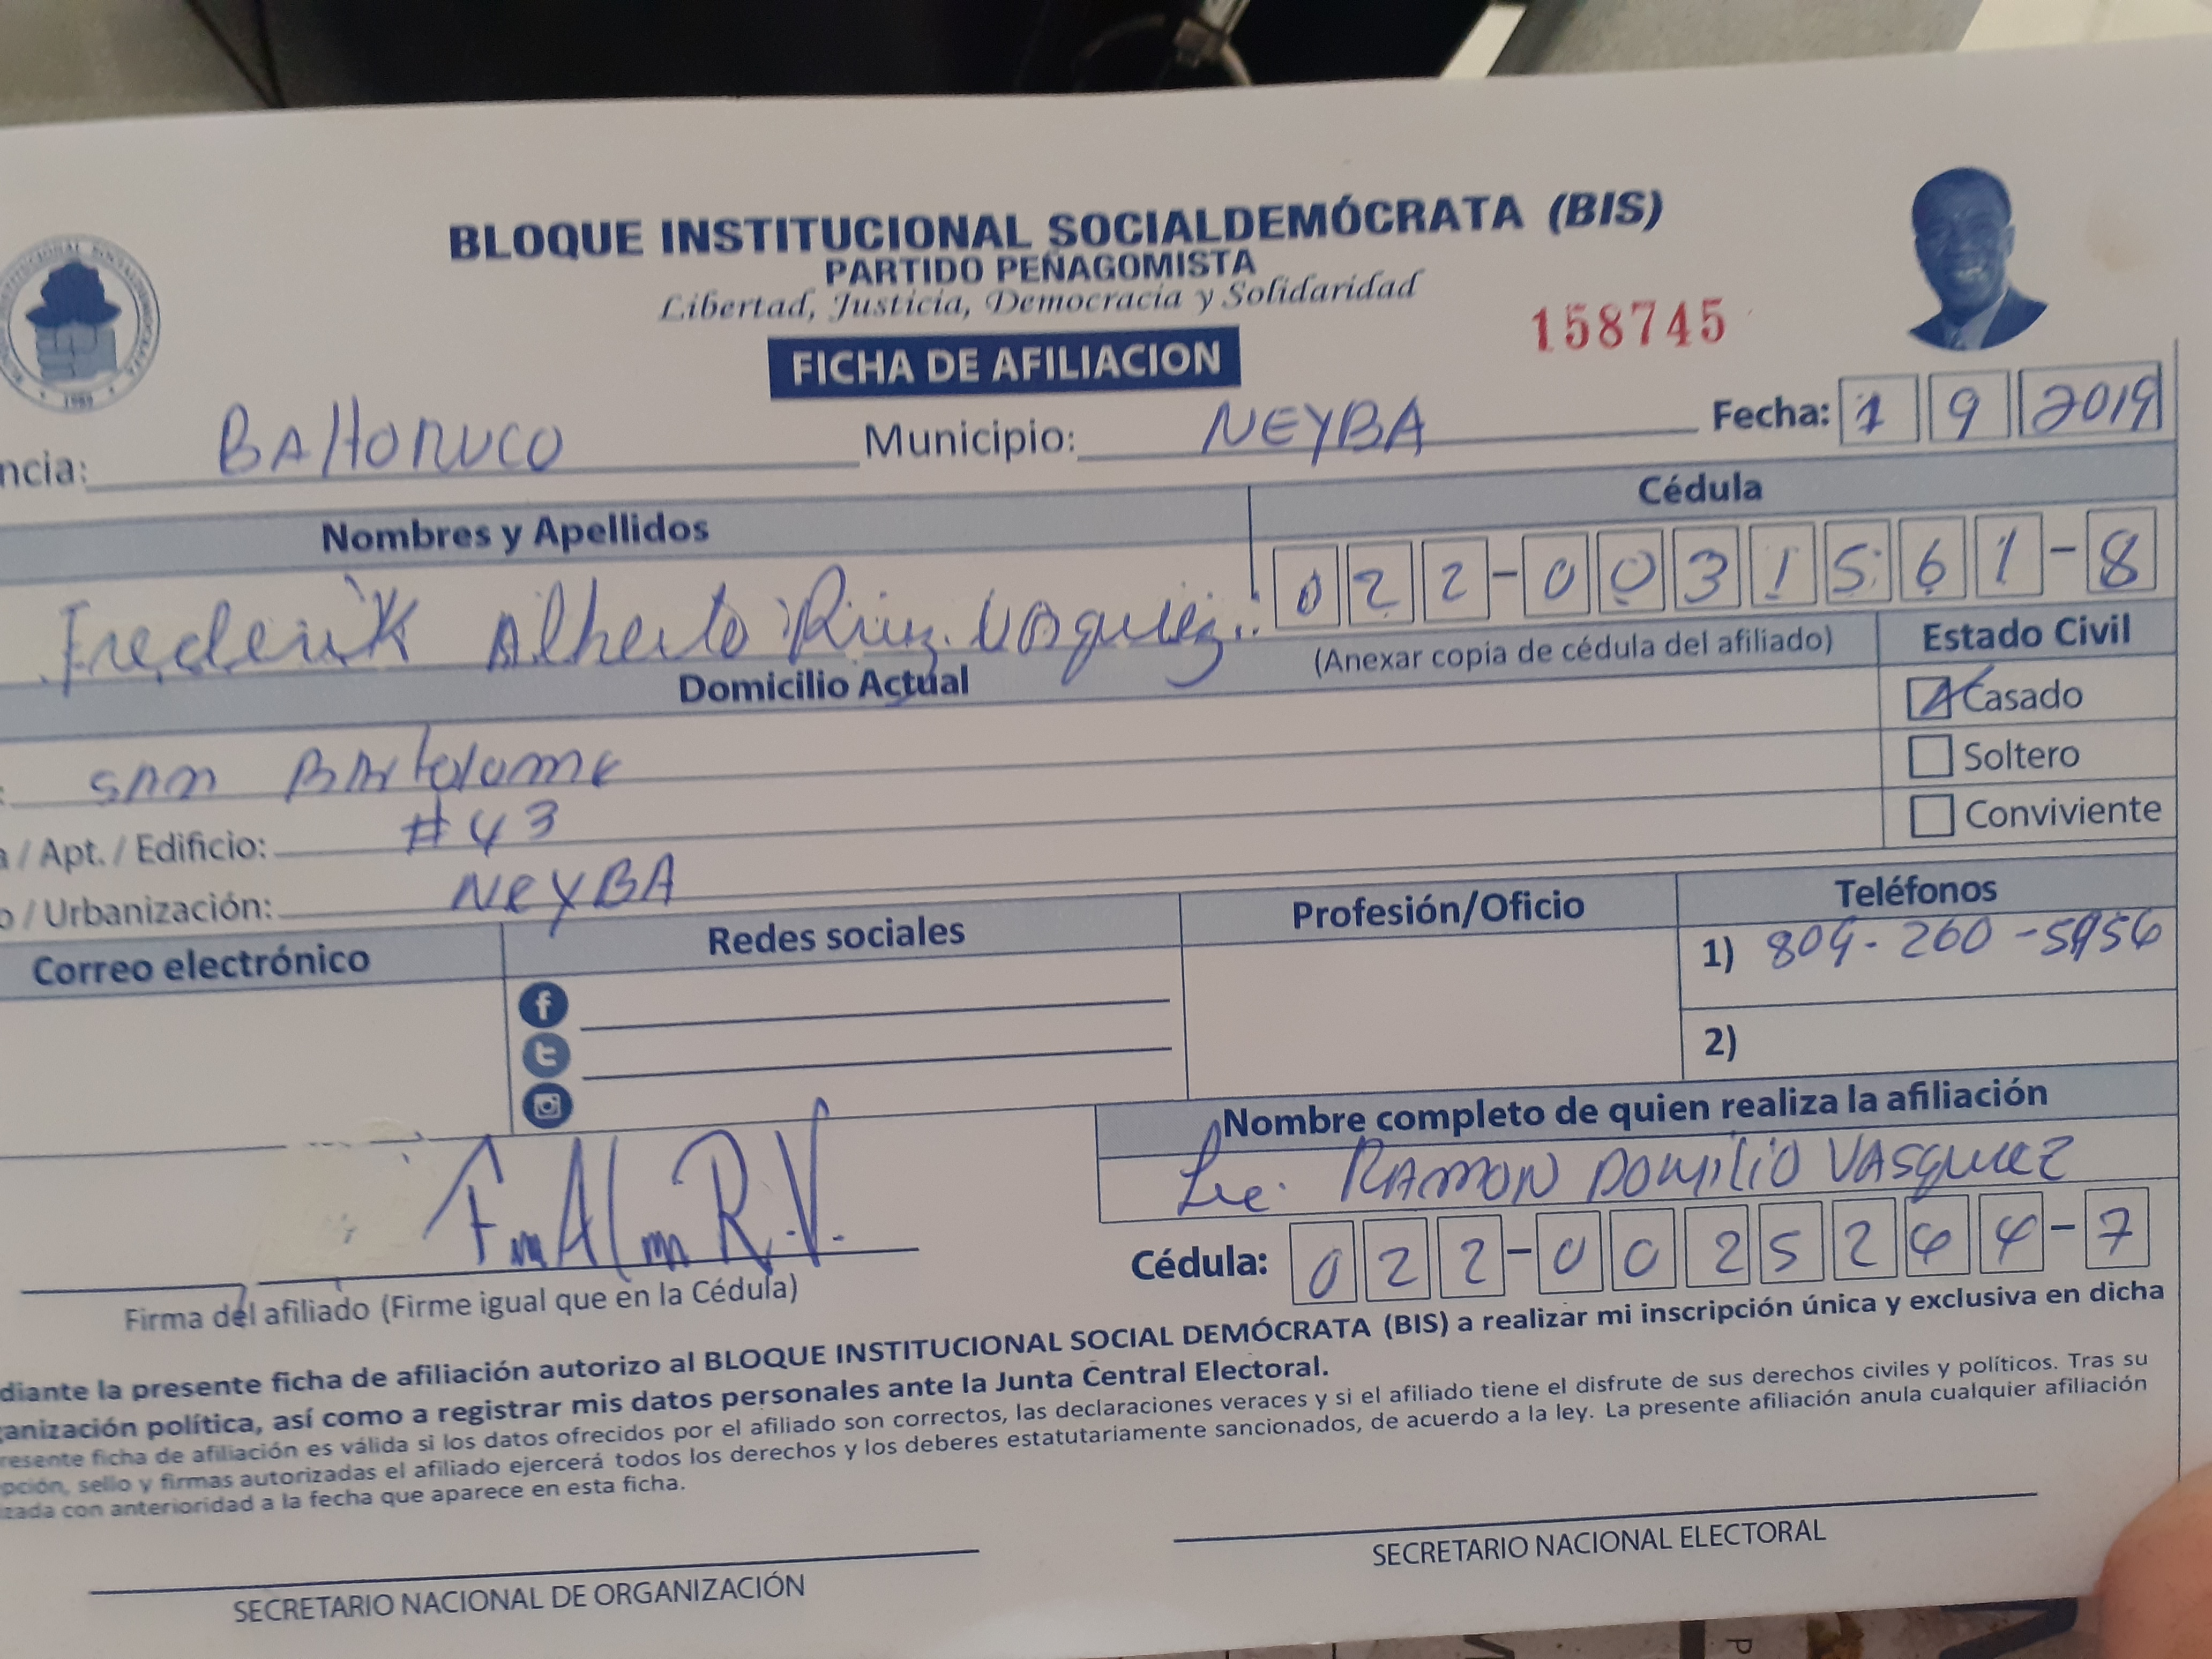 BLOQUE INSTITUCIONAL SOCIALDEMÓCRATA (BIS)
PARTIDO PEÑAGOMISTA
Libertad, Justicia, Democracia y Solidaridad
158745
FICHA DE AFILIACION
1989
ncia: BAHORUCO Municipio: NEYBA Fecha: 1 9 2019
Nombres y Apellidos Cédula
Frederik Alberto Ruiz Vasquez 022-0031561-8
(Anexar copia de cédula del afiliado) Estado Civil
Domicilio Actual
Casado
SAN BARtolome
Soltero
/ Apt. / Edificio: #43
Conviviente
/ Urbanización: NeyBA
Correo electrónico Redes sociales Profesión/Oficio Teléfonos
1) 809-260-5956
2)
Nombre completo de quien realiza la afiliación
Lic. RAMON DOMILIO VASQUEZ
FmAlmR.V.
Cédula: 022-0025244-7
Firma del afiliado (Firme igual que en la Cédula)
diante la presente ficha de afiliación autorizo al BLOQUE INSTITUCIONAL SOCIAL DEMÓCRATA (BIS) a realizar mi inscripción única y exclusiva en dicha
ganización política, así como a registrar mis datos personales ante la Junta Central Electoral.
resente ficha de afiliación es válida si los datos ofrecidos por el afiliado son correctos, las declaraciones veraces y si el afiliado tiene el disfrute de sus derechos civiles y políticos. Tras su
pción, sello y firmas autorizadas el afiliado ejercerá todos los derechos y los deberes estatutariamente sancionados, de acuerdo a la ley. La presente afiliación anula cualquier afiliación
zada con anterioridad a la fecha que aparece en esta ficha.
SECRETARIO NACIONAL DE ORGANIZACIÓN SECRETARIO NACIONAL ELECTORAL